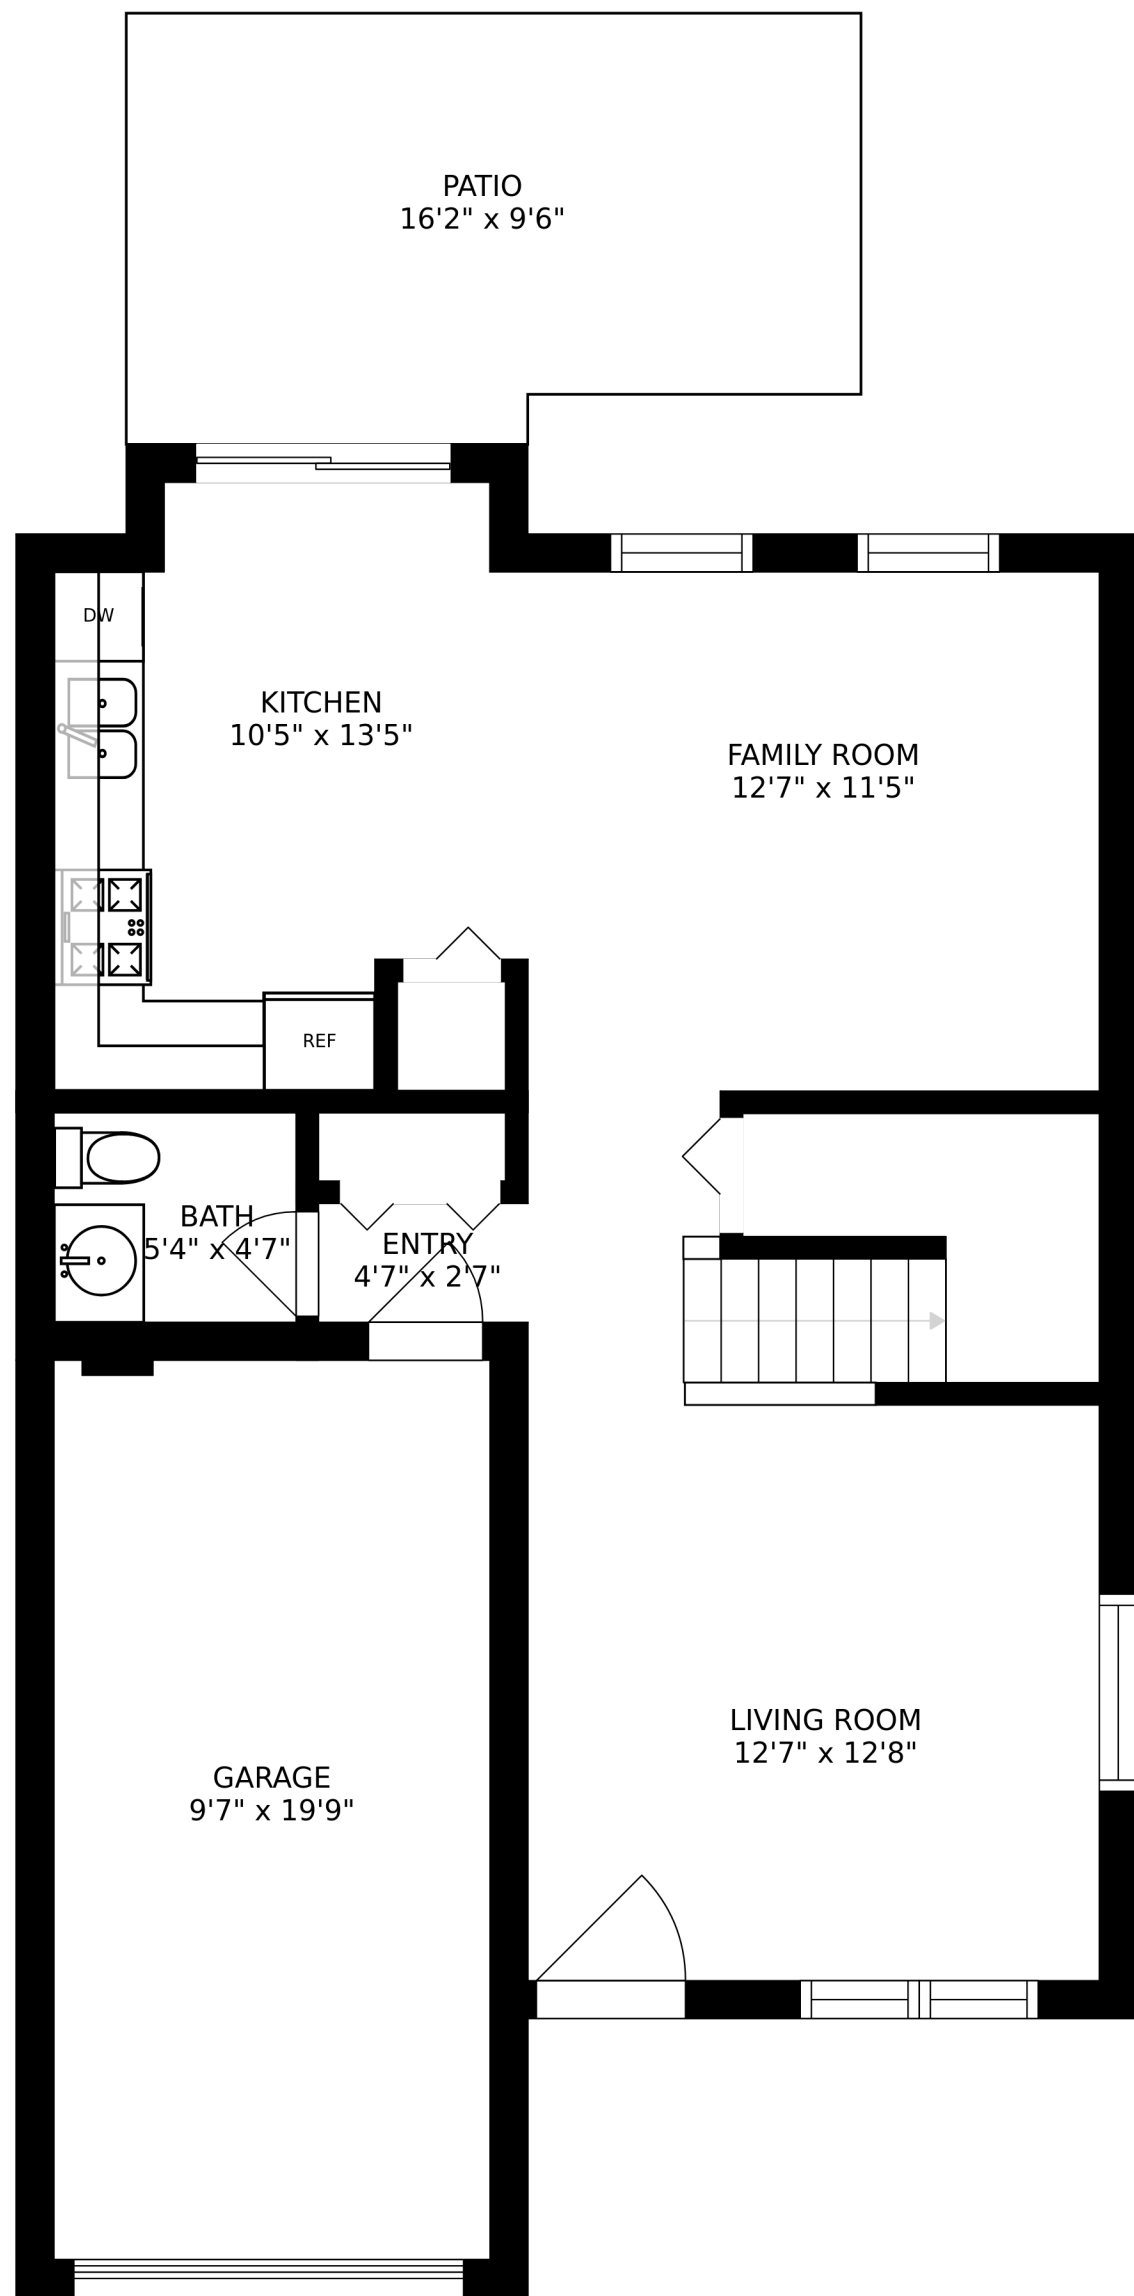 PATIO
16'2" x 9'6"
KITCHEN
10'5" x 13'5"
DW
FAMILY ROOM
12'7" x 11'5"
REF
BATH
5'4" x 4'7"
ENTRY
4'7" x 2'7"
LIVING ROOM
12'7" x 12'8"
GARAGE
9'7" x 19'9"